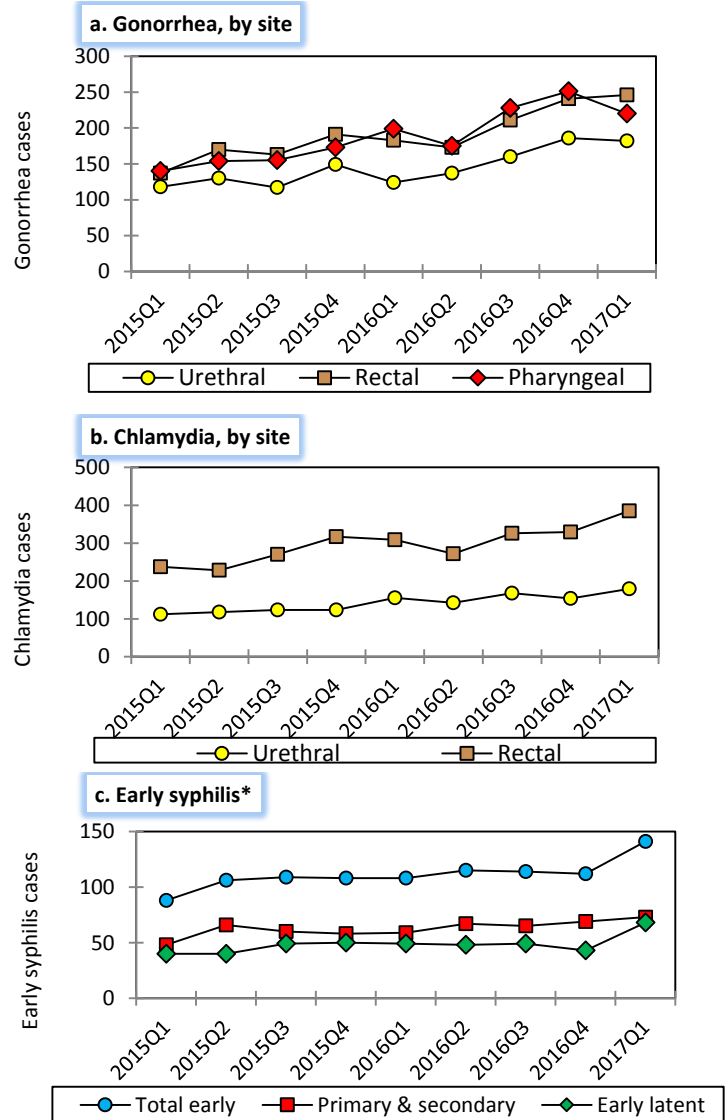 a. Gonorrhea, by site
300
250
200
150
100
50
0
Gonorrhea cases
2015Q1 2015Q2 2015Q3 2015Q4 2016Q1 2016Q2 2016Q3 2016Q4 2017Q1
Urethral Rectal Pharyngeal
b. Chlamydia, by site
500
400
300
200
100
0
Chlamydia cases
2015Q1 2015Q2 2015Q3 2015Q4 2016Q1 2016Q2 2016Q3 2016Q4 2017Q1
Urethral Rectal
c. Early syphilis*
150
100
50
0
Early syphilis cases
2015Q1 2015Q2 2015Q3 2015Q4 2016Q1 2016Q2 2016Q3 2016Q4 2017Q1
Total early Primary & secondary Early latent